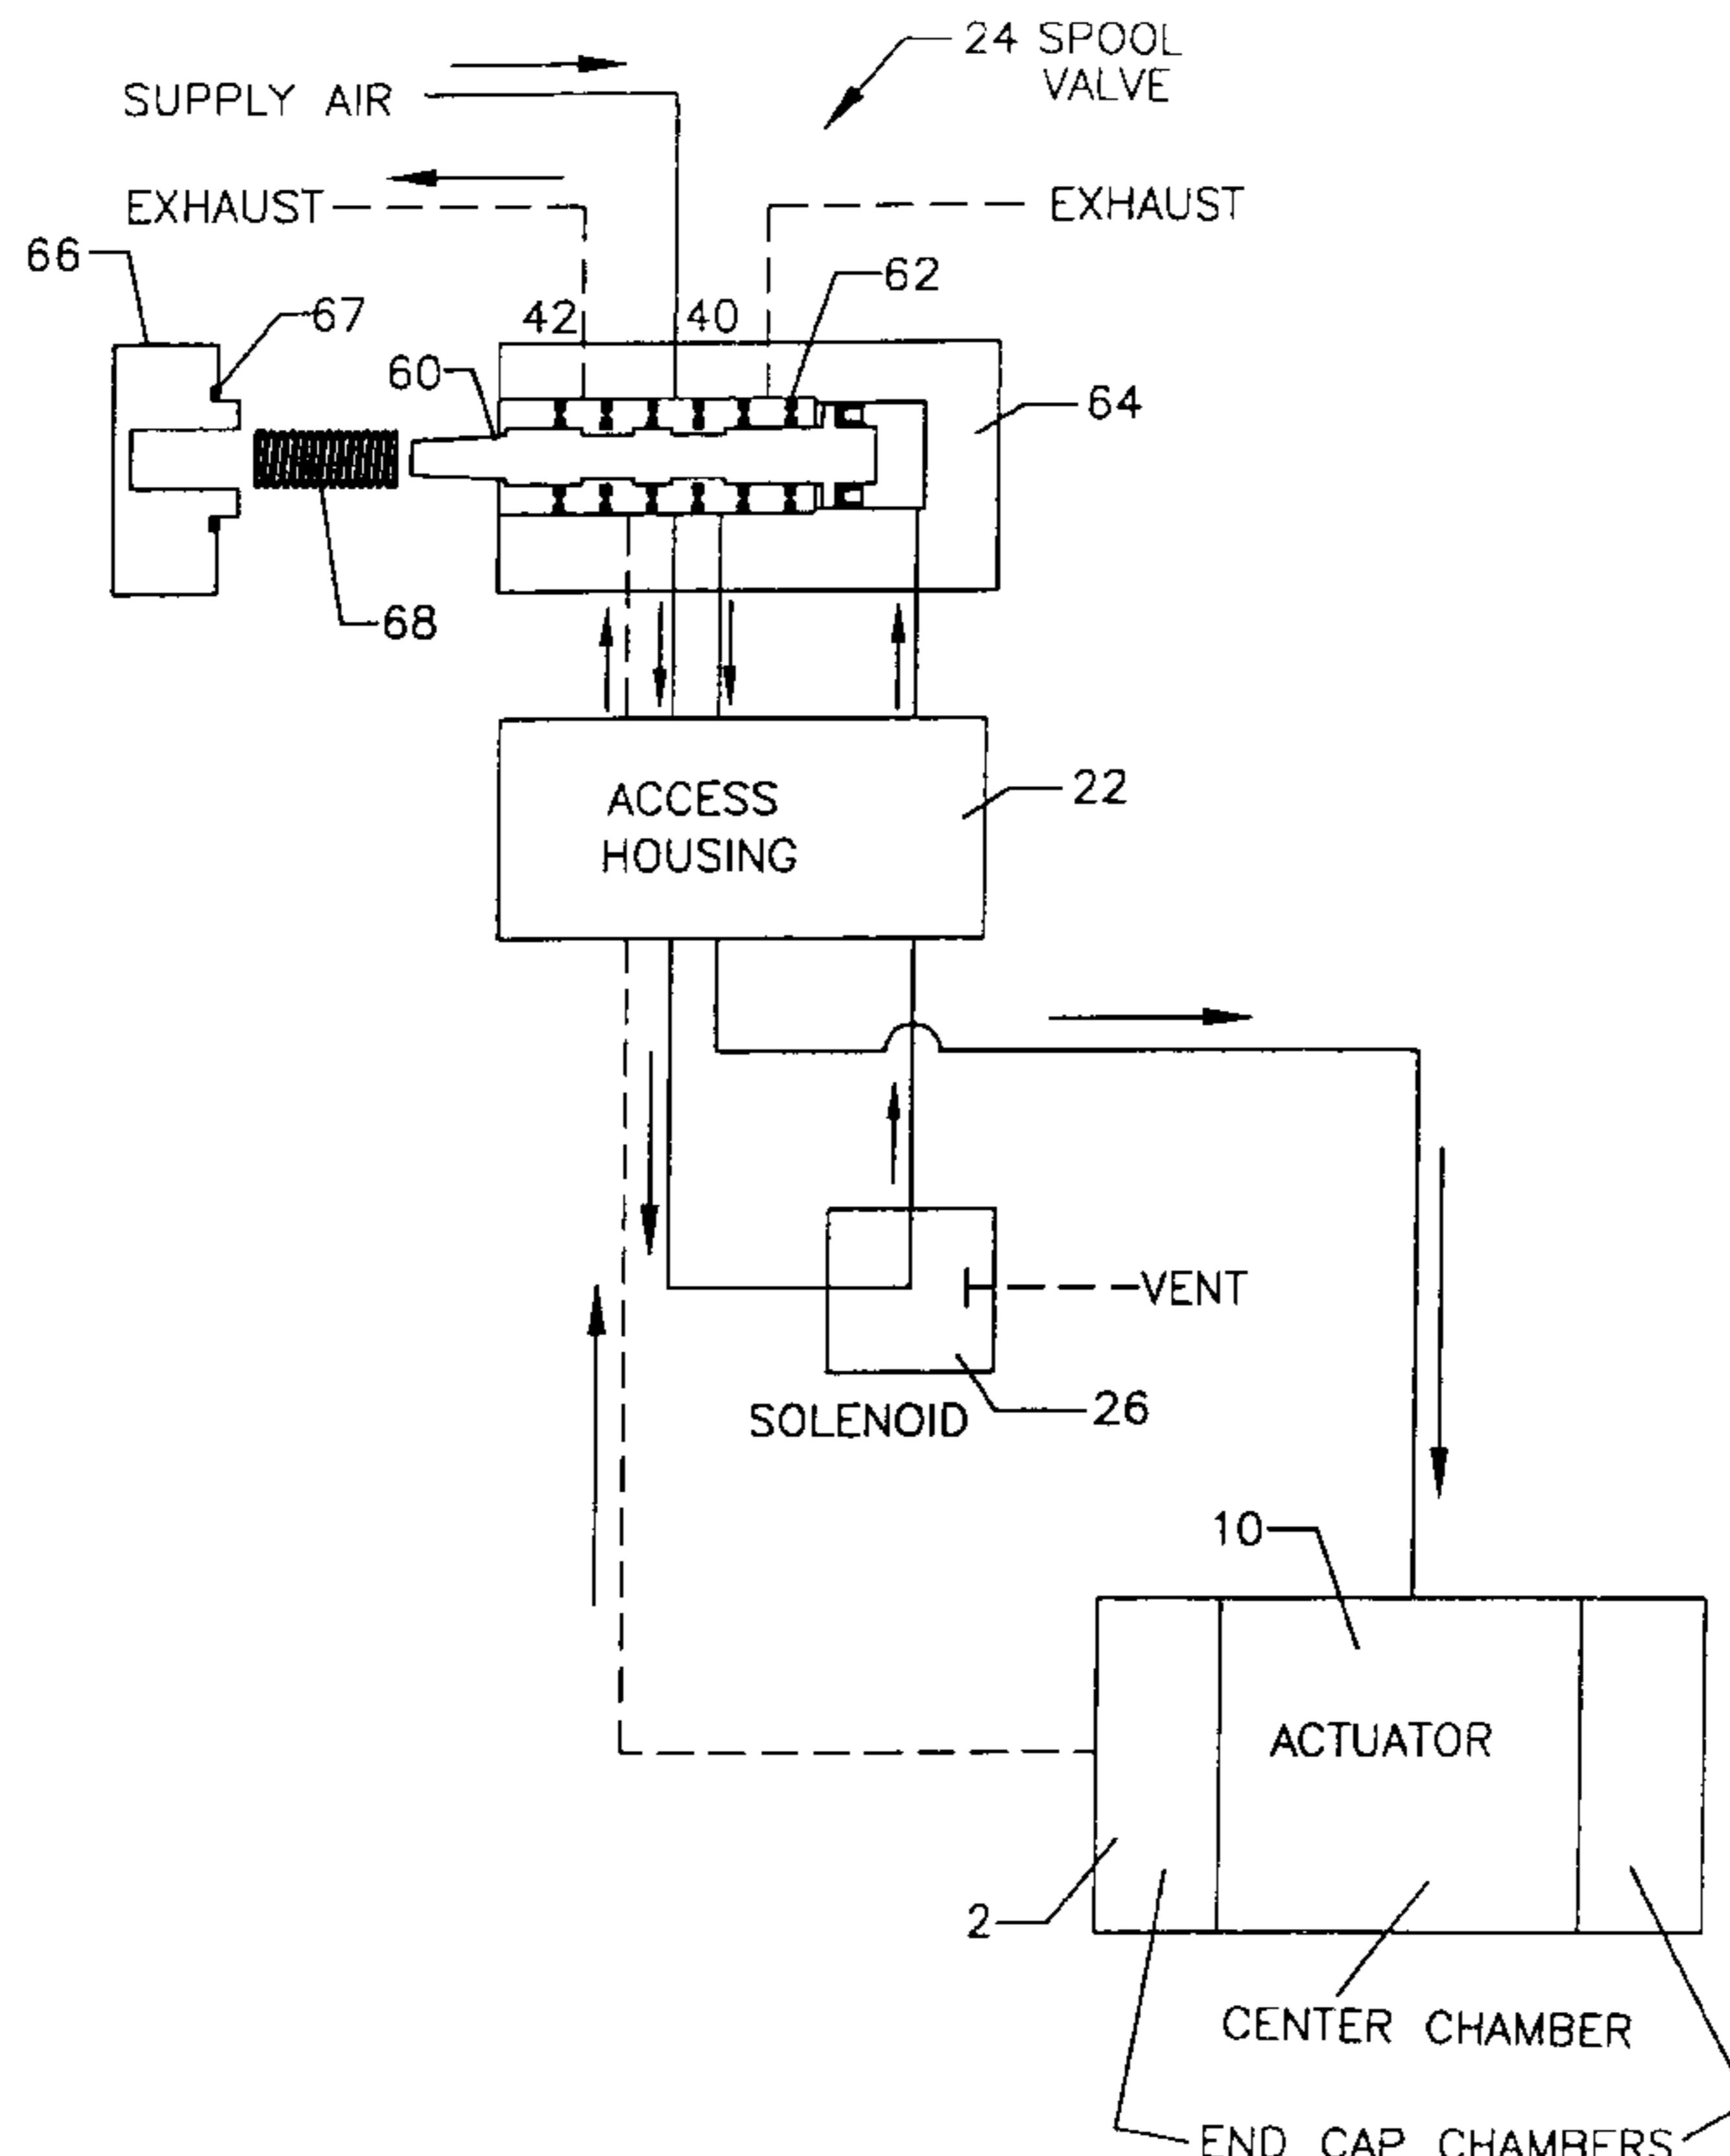 24 SPOOL
VALVE
SUPPLY AIR
EXHAUST
EXHAUST
66
67
62
42
40
60
64
68
ACCESS
HOUSING
22
VENT
SOLENOID
26
10
ACTUATOR
2
CENTER CHAMBER
END CAP CHAMBERS